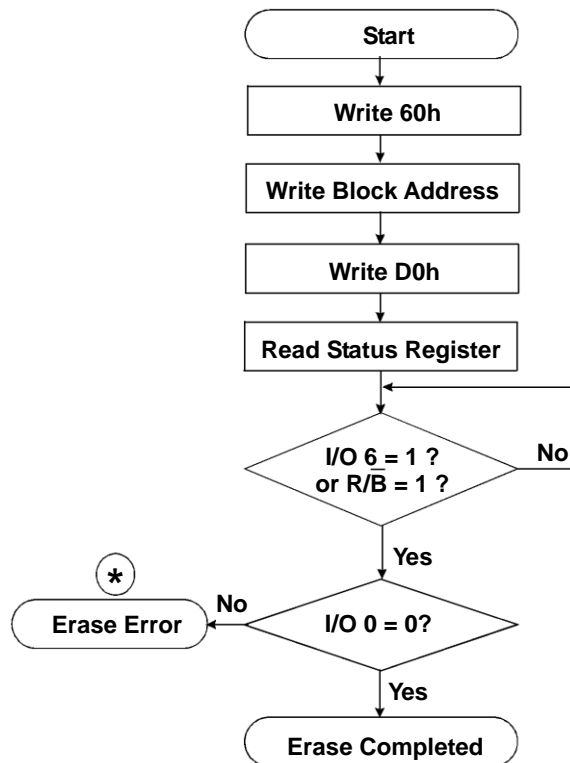 Start
Write 60h
Write Block Address
Write D0h
Read Status Register
I/O 6 = 1 ?
or R/B̅ = 1 ?
No
Yes
*
No
Erase Error
I/O 0 = 0?
Yes
Erase Completed